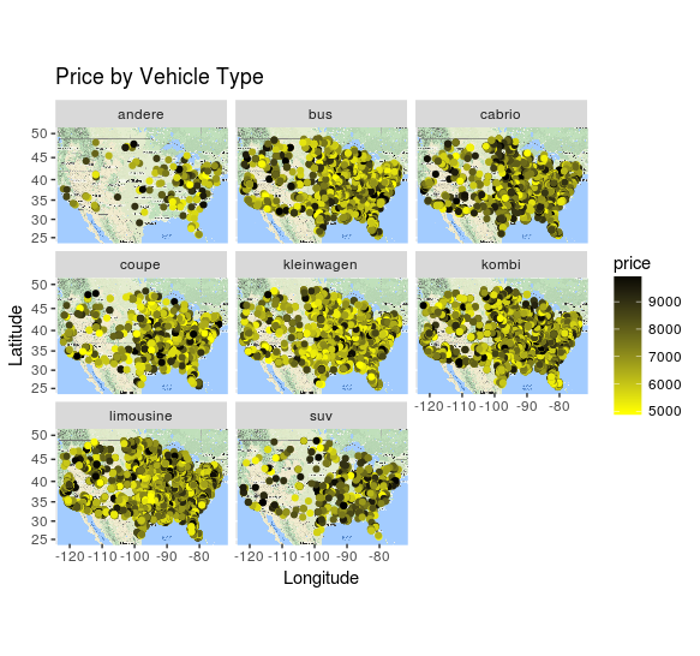 Price by Vehicle Type
andere bus cabrio
50
45
40
35
30
25
coupe kleinwagen kombi
50
45
40
35
30
25
-120 -110 -100 -90 -80
limousine suv
50
45
40
35
30
25
-120 -110 -100 -90 -80 -120 -110 -100 -90 -80
Longitude
Latitude
price
9000
8000
7000
6000
5000